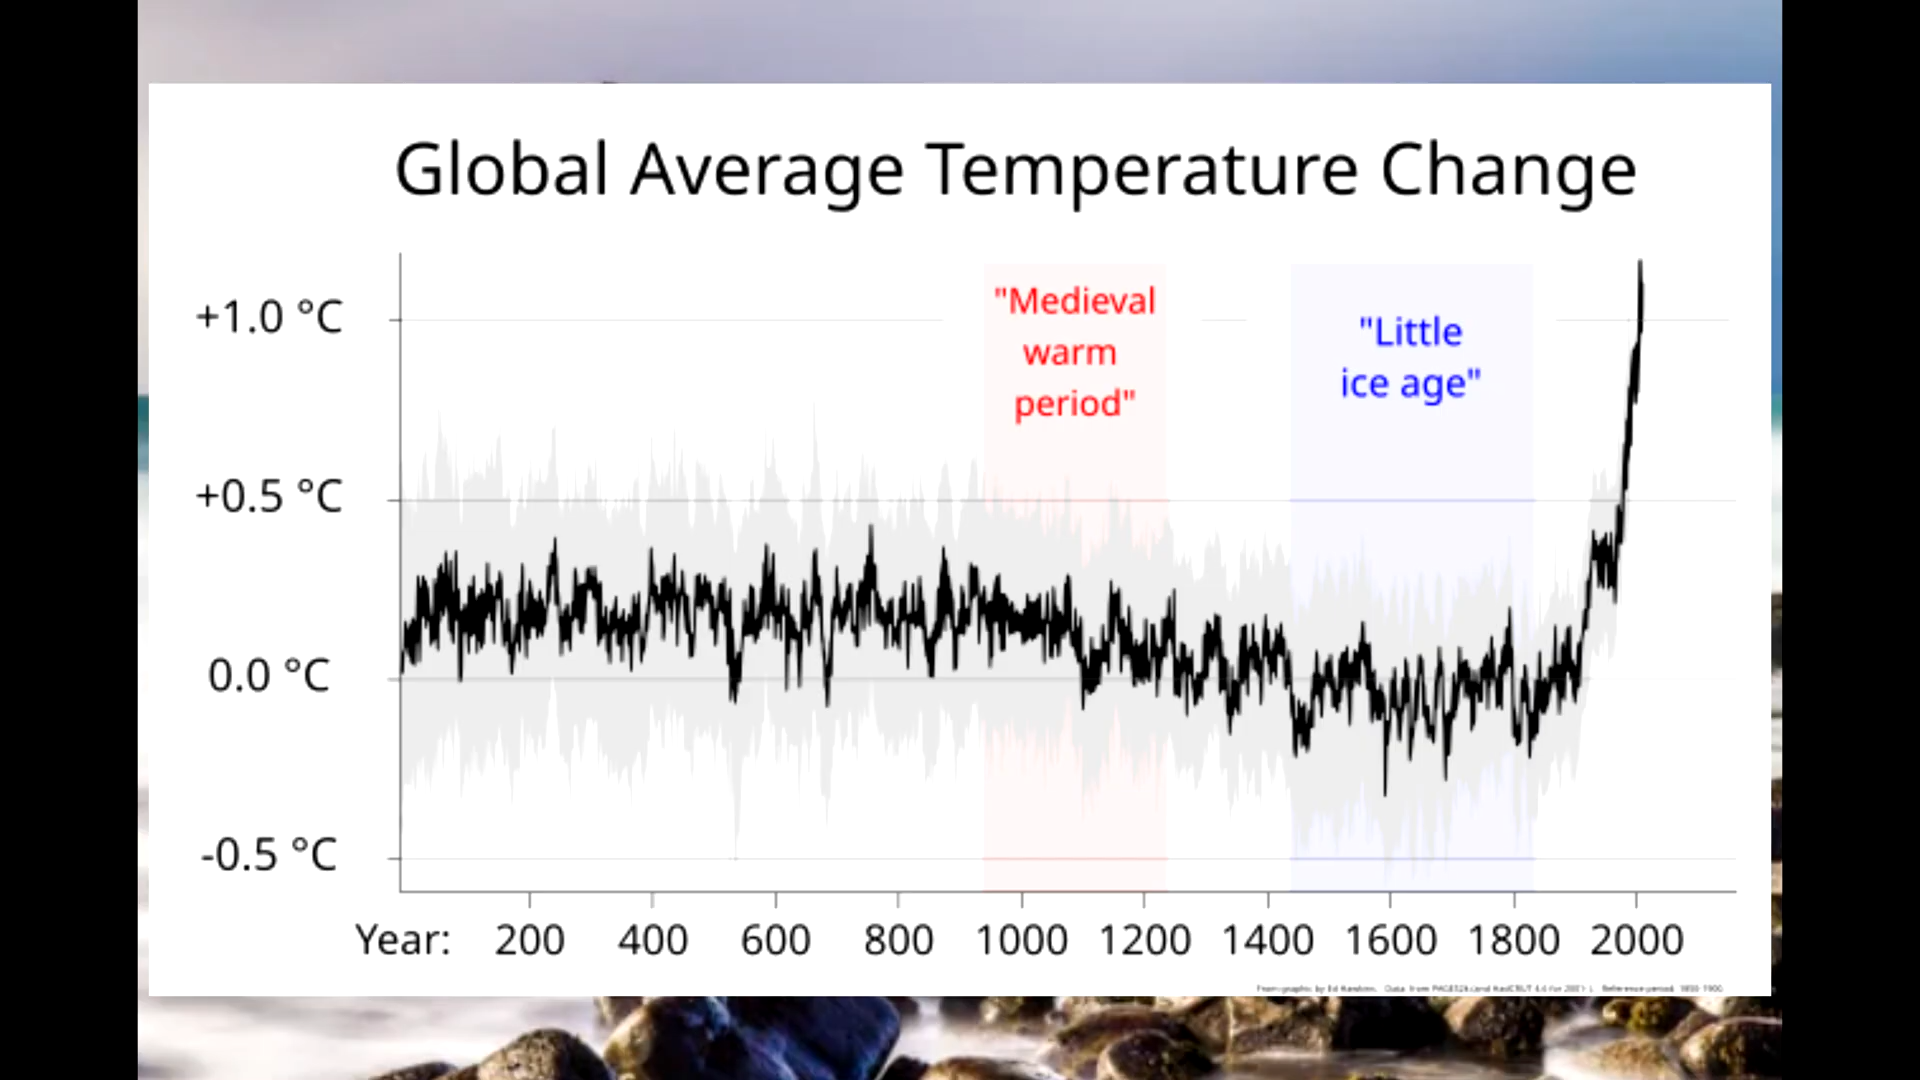 Global Average Temperature Change
"Medieval
warm
period"
"Little
ice age"
+1.0 °C
+0.5 °C
0.0 °C
-0.5 °C
Year: 200 400 600 800 1000 1200 1400 1600 1800 2000